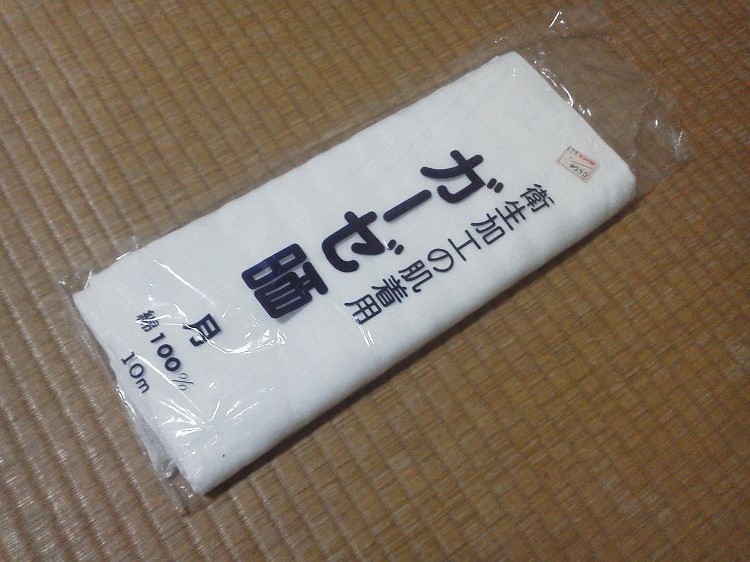 衛生加工の肌着用
ガーゼ晒
月
綿100%
10m